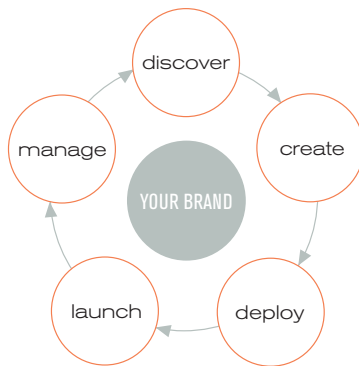 discover
create
deploy
launch
manage
YOUR BRAND